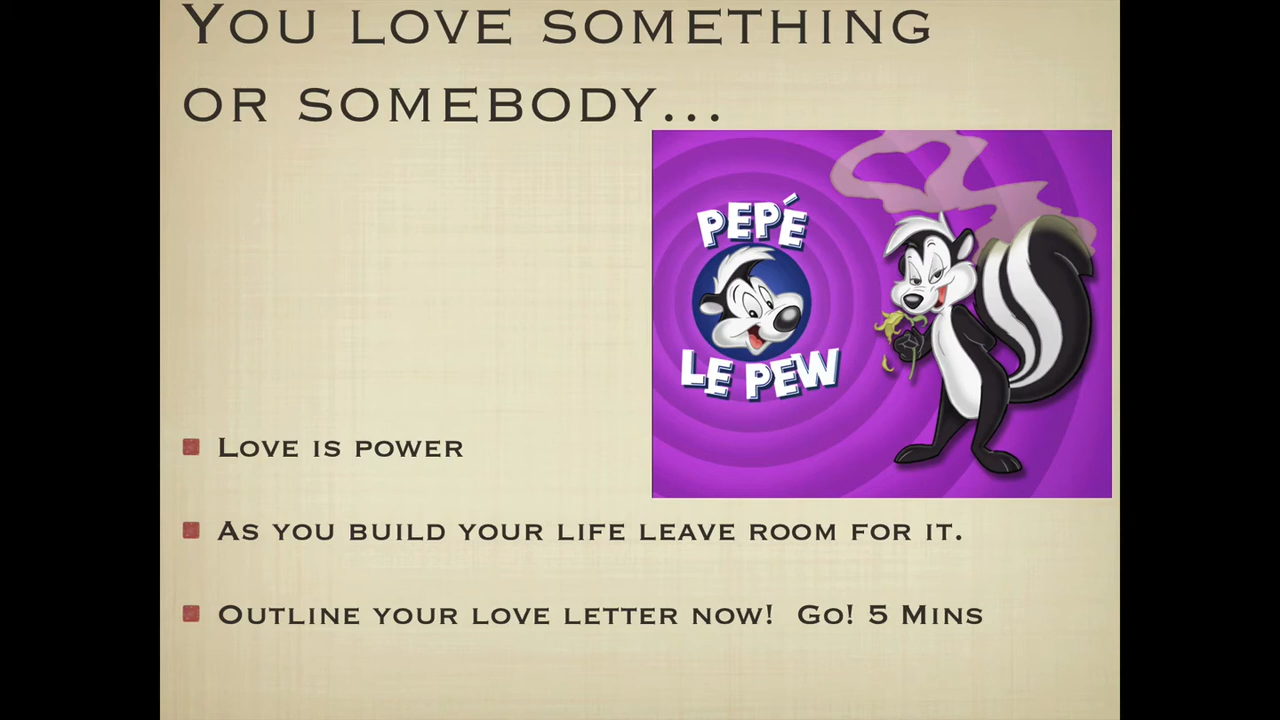 You love something
or somebody...
PEPÉ
LE PEW
Love is power
As you build your life leave room for it.
Outline your love letter now! Go! 5 Mins